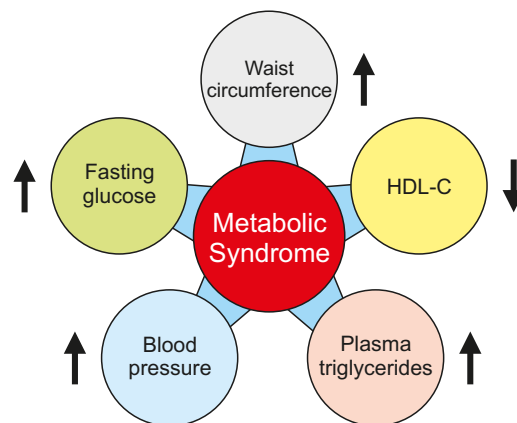 Waist
circumference
Fasting
glucose
HDL-C
Metabolic
Syndrome
Blood
pressure
Plasma
triglycerides